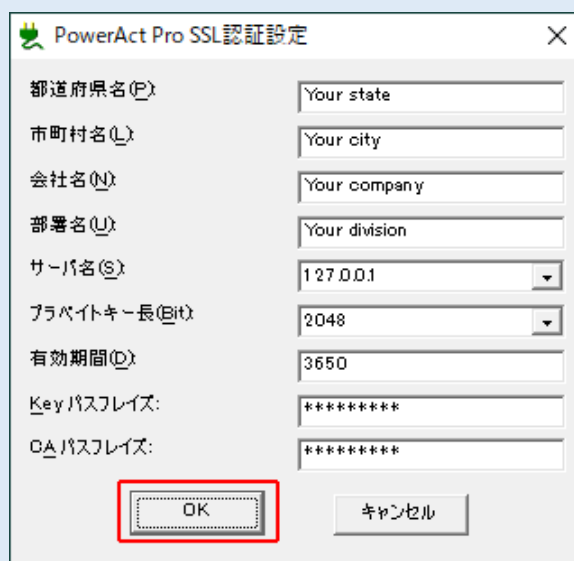 PowerAct Pro SSL認証設定
都道府県名(P): Your state
市町村名(L): Your city
会社名(N): Your company
部署名(U): Your division
サーバ名(S): 127.0.0.1
プラベイトキー長(Bit): 2048
有効期間(D): 3650
Key パスフレイズ: *********
CA パスフレイズ: *********
OK キャンセル